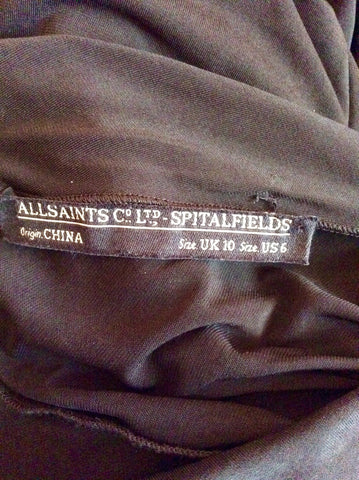 ALLSAINTS Co. LTD - SPITALFIELDS
Origin. CHINA Size UK 10 Size US 6